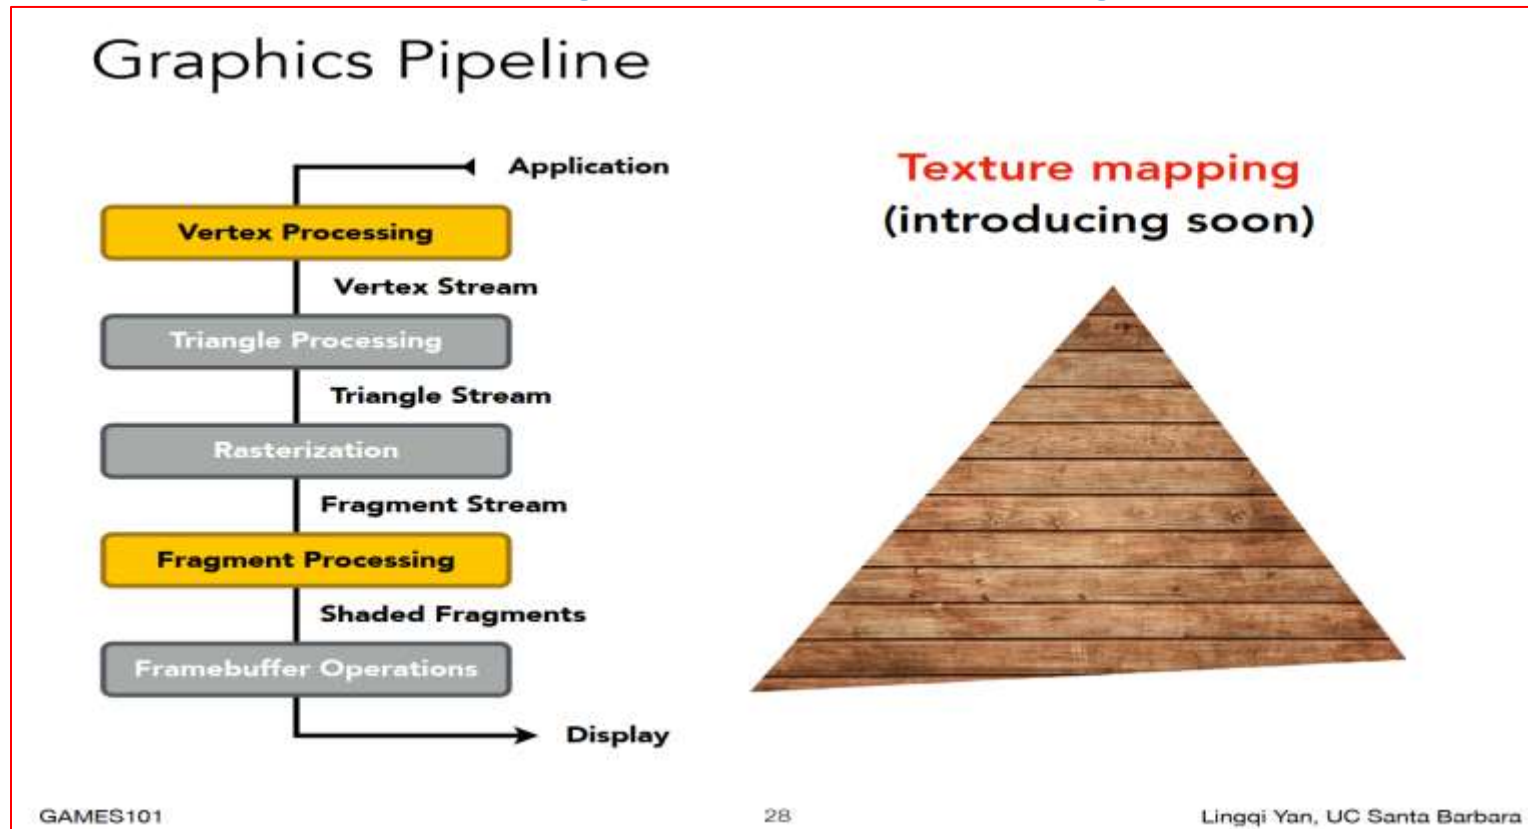 Graphics Pipeline
Application
Vertex Processing
Vertex Stream
Triangle Processing
Triangle Stream
Rasterization
Fragment Stream
Fragment Processing
Shaded Fragments
Framebuffer Operations
Display
Texture mapping
(introducing soon)
GAMES101
28
Lingqi Yan, UC Santa Barbara